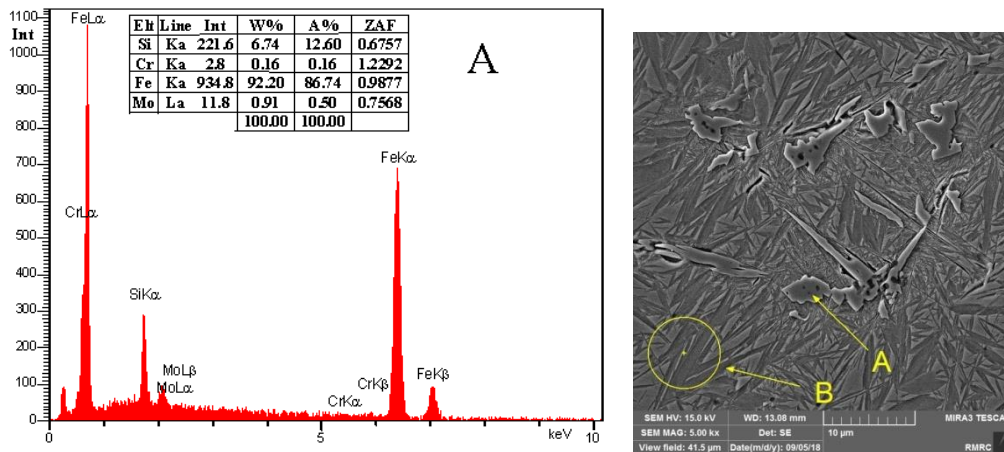 1100
Int
1000
900
800
700
600
500
400
300
200
100
0
FeLα
CrLα
SiKα
MoLβ
MoLα
CrKα
CrKβ
FeKα
FeKβ
0
5
10
keV
Elt Line Int W% A% ZAF
Si Ka 221.6 6.74 12.60 0.6757
Cr Ka 2.8 0.16 0.16 1.2292
Fe Ka 934.8 92.20 86.74 0.9877
Mo La 11.8 0.91 0.50 0.7568
100.00 100.00
A
A
B
SEM HV: 15.0 kV WD: 13.08 mm MIRA3 TESCA
SEM MAG: 5.00 kx Det: SE 10 µm
View field: 41.5 µm Date(m/d/y): 09/05/18 RMRC